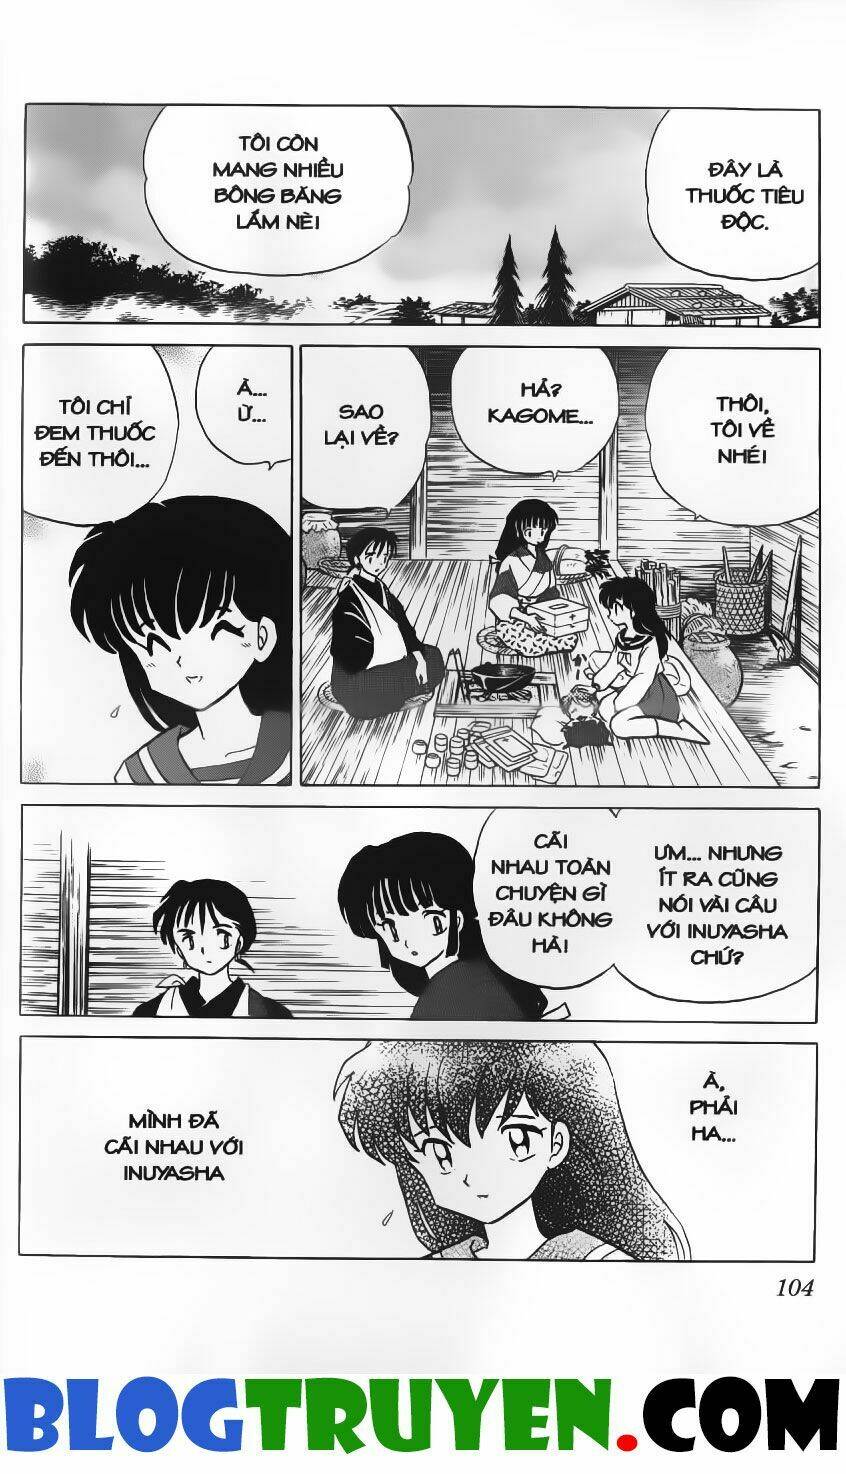 ĐÂY LÀ
THUỐC TIÊU
ĐỘC.
TÔI CÒN
MANG NHIỀU
BÔNG BĂNG
LẮM NÈ!
THÔI,
TÔI VỀ
NHÉ!
HẢ?
KAGOME...
SAO
LẠI VỀ?
À...
Ừ...
TÔI CHỈ
ĐEM THUỐC
ĐẾN THÔI...
ƯM... NHƯNG
ÍT RA CŨNG
NÓI VÀI CÂU
VỚI INUYASHA
CHỨ?
CÃI
NHAU TOÀN
CHUYỆN GÌ
ĐÂU KHÔNG
HÀ!
À,
PHẢI
HA...
MÌNH ĐÃ
CÃI NHAU VỚI
INUYASHA
104
BLOGTRUYEN.COM